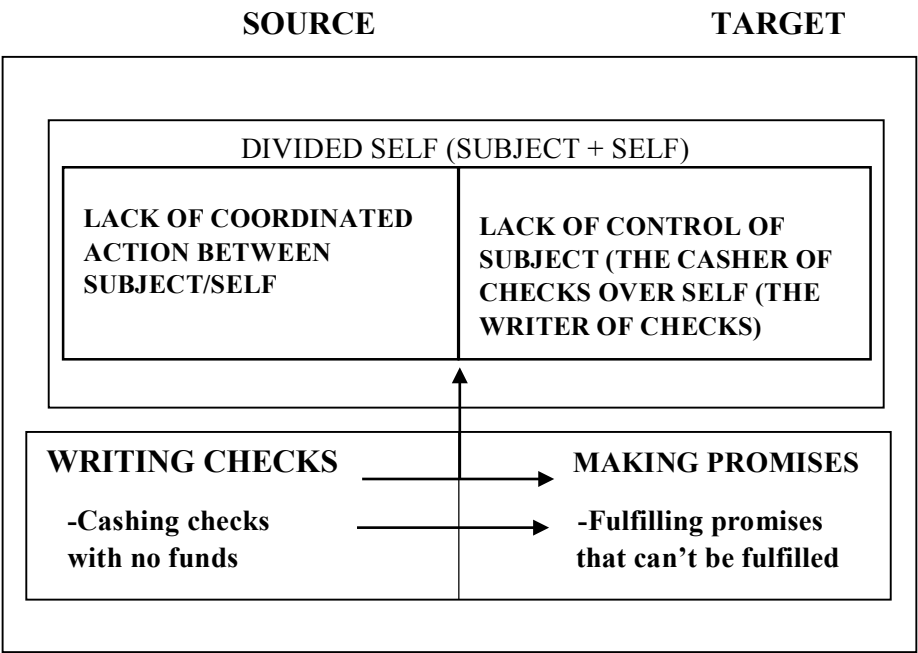 SOURCE TARGET
DIVIDED SELF (SUBJECT + SELF)
LACK OF COORDINATED
ACTION BETWEEN
SUBJECT/SELF
LACK OF CONTROL OF
SUBJECT (THE CASHER OF
CHECKS OVER SELF (THE
WRITER OF CHECKS)
WRITING CHECKS
-Cashing checks
with no funds
MAKING PROMISES
-Fulfilling promises
that can’t be fulfilled